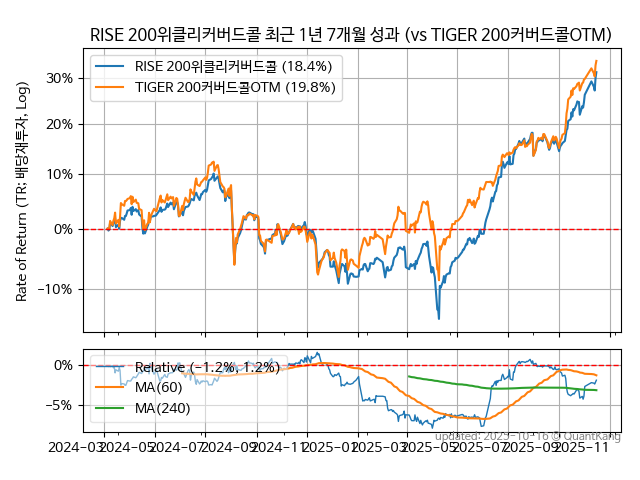 RISE 200위클리커버드콜 최근 1년 7개월 성과 (vs TIGER 200커버드콜OTM)
RISE 200위클리커버드콜 (18.4%)
TIGER 200커버드콜OTM (19.8%)
Rate of Return (TR: 배당재투자, Log)
30%
20%
10%
0%
−10%
Relative (−1.2%, 1.2%)
MA(60)
MA(240)
0%
−5%
updated: 2025-10-16 © QuantKang
2024-03 2024-05 2024-07 2024-09 2024-11 2025-01 2025-03 2025-05 2025-07 2025-09 2025-11